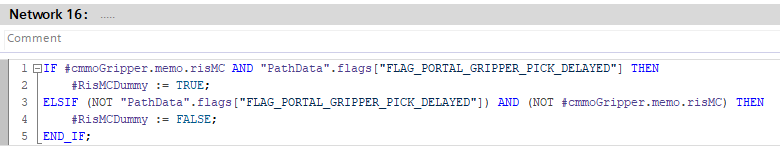 Network 16: .....
Comment
1 IF #cmmoGripper.memo.risMC AND "PathData".flags["FLAG_PORTAL_GRIPPER_PICK_DELAYED"] THEN
2 #RisMCDummy := TRUE;
3 ELSIF (NOT "PathData".flags["FLAG_PORTAL_GRIPPER_PICK_DELAYED"]) AND (NOT #cmmoGripper.memo.risMC) THEN
4 #RisMCDummy := FALSE;
5 END_IF;